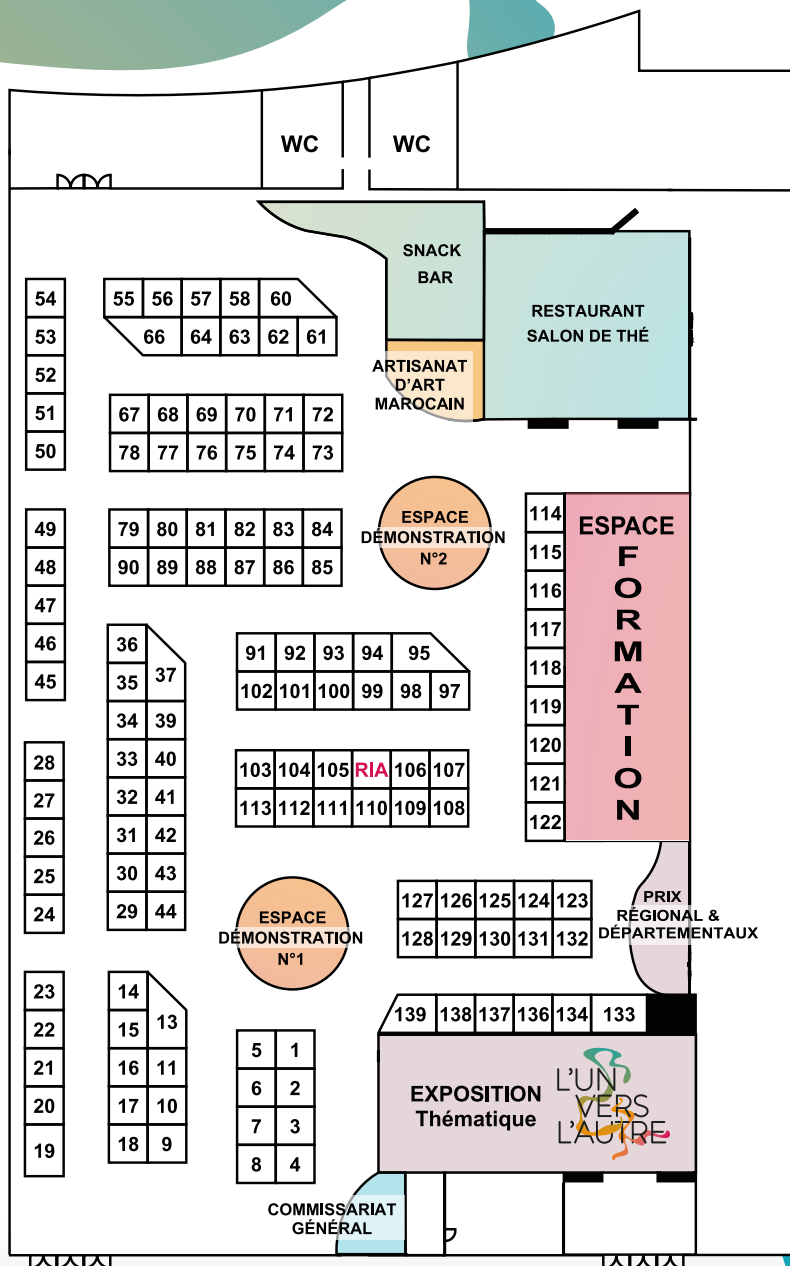 WC WC
SNACK
BAR
RESTAURANT
SALON DE THÉ
ARTISANAT
D'ART
MAROCAIN
54
53
52
51
50
55 56 57 58 60
66 64 63 62 61
67 68 69 70 71 72
78 77 76 75 74 73
49
48
47
46
45
79 80 81 82 83 84
90 89 88 87 86 85
ESPACE
DÉMONSTRATION
N°2
114
115
116
117
118
119
120
121
122
ESPACE
F
O
R
M
A
T
I
O
N
36
37
35
34 39
33 40
32 41
31 42
30 43
29 44
91 92 93 94 95
102 101 100 99 98 97
103 104 105 RIA 106 107
113 112 111 110 109 108
28
27
26
25
24
ESPACE
DÉMONSTRATION
N°1
127 126 125 124 123
128 129 130 131 132
PRIX
RÉGIONAL &
DÉPARTEMENTAUX
23
22
21
20
19
14
13
15
16 11
17 10
18 9
5 1
6 2
7 3
8 4
139 138 137 136 134 133
EXPOSITION
Thématique
L'UN
VERS
L'AUTRE
COMMISSARIAT
GÉNÉRAL